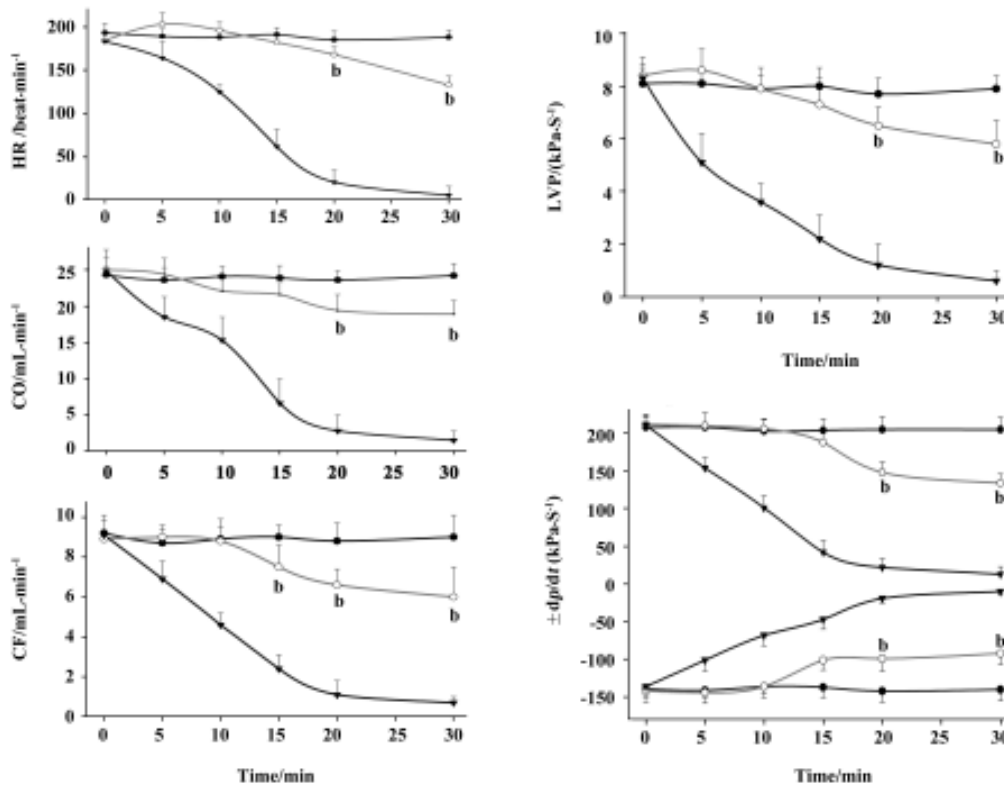 HR /beat-min⁻¹
200
150
100
50
0
0 5 10 15 20 25 30
b
b
CO/mL-min⁻¹
25
20
15
10
5
0
0 5 10 15 20 25 30
b
b
CF/mL-min⁻¹
10
8
6
4
2
0
0 5 10 15 20 25 30
b
b
b
Time/min
LVP/(kPa-S⁻¹)
10
8
6
4
2
0
0 5 10 15 20 25 30
b
b
Time/min
±dp/dt (kPa-S⁻¹)
200
150
100
50
0
-50
-100
-150
0 5 10 15 20 25 30
b
b
b
b
Time/min